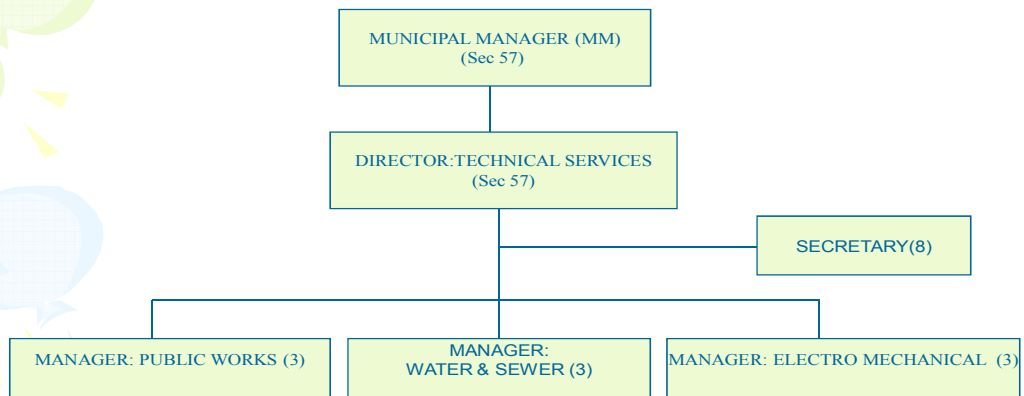 MUNICIPAL MANAGER (MM)
(Sec 57)
DIRECTOR:TECHNICAL SERVICES
(Sec 57)
SECRETARY(8)
MANAGER: PUBLIC WORKS (3)
MANAGER:
WATER & SEWER (3)
MANAGER: ELECTRO MECHANICAL (3)